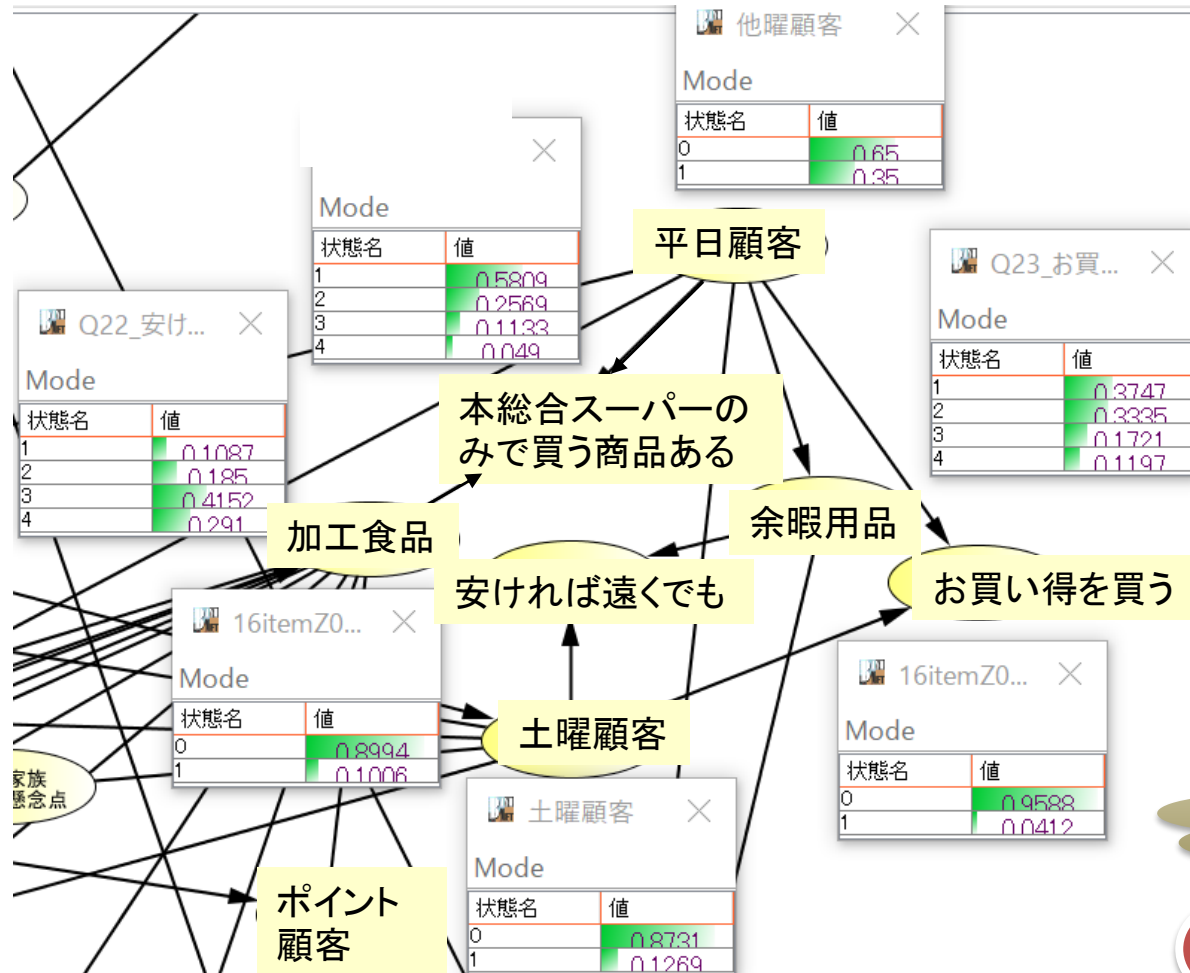 他曜顧客
Mode
状態名 値
0 0.65
1 0.35
Mode
状態名 値
1 0.5809
2 0.2569
3 0.1133
4 0.049
平日顧客
Q23_お買...
Mode
状態名 値
1 0.3747
2 0.3335
3 0.1721
4 0.1197
Q22_安け...
Mode
状態名 値
1 0.1087
2 0.185
3 0.4152
4 0.291
本総合スーパーの
みで買う商品ある
加工食品
余暇用品
安ければ遠くでも
お買い得を買う
16itemZ0...
Mode
状態名 値
0 0.8994
1 0.1006
土曜顧客
16itemZ0...
Mode
状態名 値
0 0.9588
1 0.0412
家族
懸念点
土曜顧客
Mode
状態名 値
0 0.8731
1 0.1269
ポイント
顧客